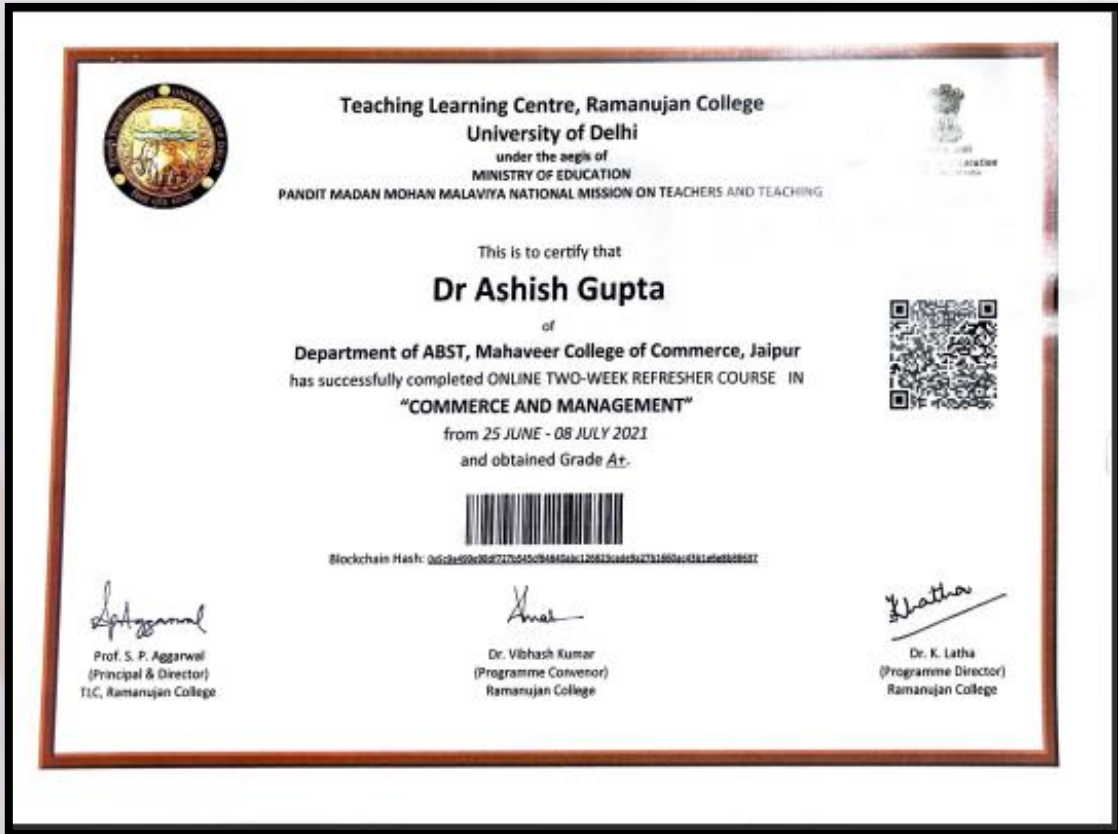 Teaching Learning Centre, Ramanujan College
University of Delhi
under the aegis of
MINISTRY OF EDUCATION
PANDIT MADAN MOHAN MALAVIYA NATIONAL MISSION ON TEACHERS AND TEACHING
This is to certify that
Dr Ashish Gupta
of
Department of ABST, Mahaveer College of Commerce, Jaipur
has successfully completed ONLINE TWO-WEEK REFRESHER COURSE IN
"COMMERCE AND MANAGEMENT"
from 25 JUNE - 08 JULY 2021
and obtained Grade A+.
Blockchain Hash:
Prof. S. P. Aggarwal
(Principal & Director)
TLC, Ramanujan College
Dr. Vibhash Kumar
(Programme Convenor)
Ramanujan College
Dr. K. Latha
(Programme Director)
Ramanujan College